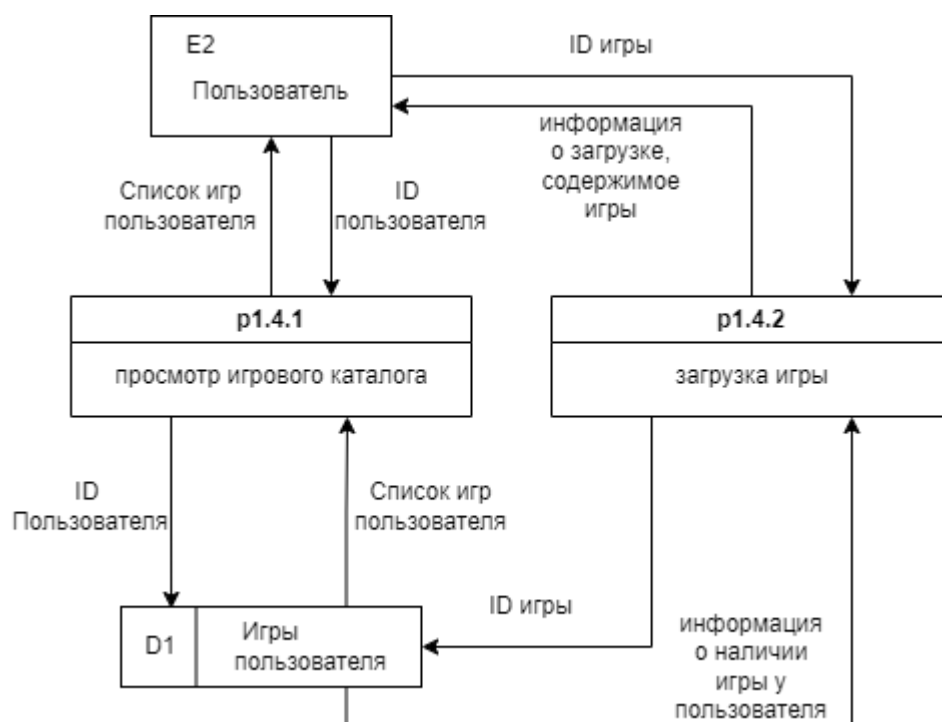 E2
Пользователь
ID игры
информация
о загрузке,
содержимое
игры
Список игр
пользователя
ID
пользователя
p1.4.1
просмотр игрового каталога
p1.4.2
загрузка игры
ID
Пользователя
Список игр
пользователя
ID игры
D1
Игры
пользователя
информация
о наличии
игры у
пользователя